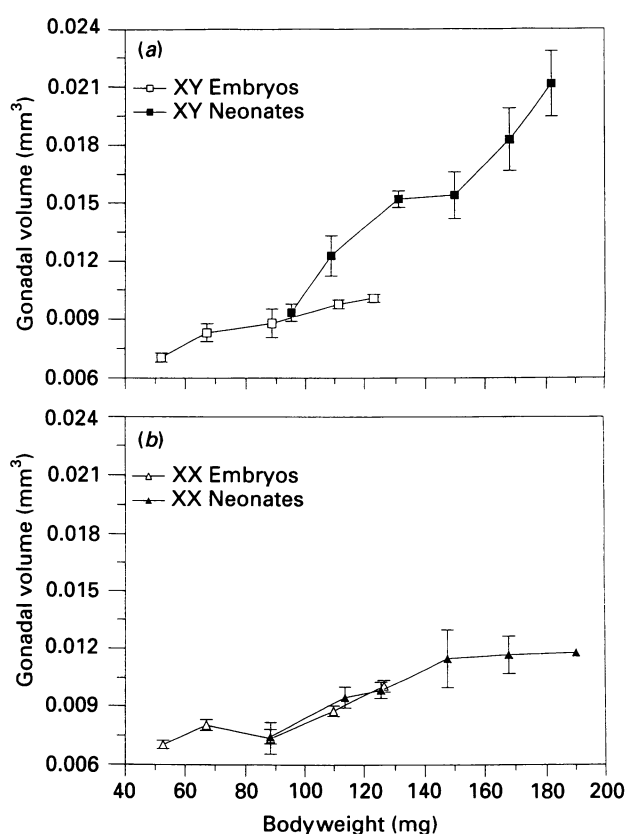 0.024
(a)
XY Embryos
XY Neonates
0.021
0.018
0.015
0.012
0.009
0.006
Gonadal volume (mm³)
0.024
(b)
XX Embryos
XX Neonates
0.021
0.018
0.015
0.012
0.009
0.006
Gonadal volume (mm³)
40 60 80 100 120 140 160 180 200
Bodyweight (mg)